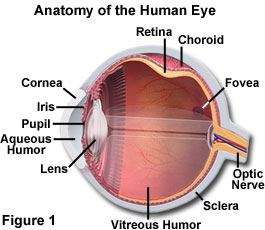 Anatomy of the Human Eye
Retina
Choroid
Cornea
Fovea
Iris
Pupil
Aqueous
Humor
Lens
Optic
Nerve
Sclera
Figure 1
Vitreous Humor